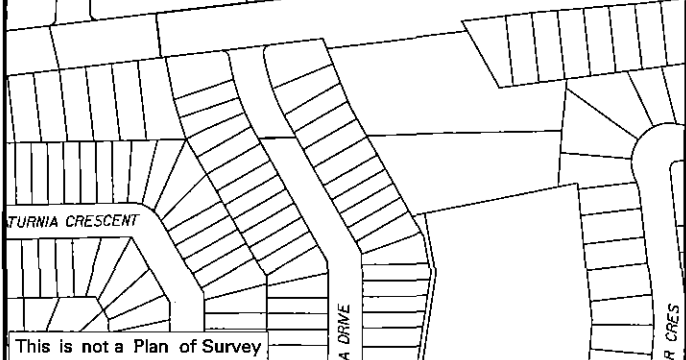 TURNIA CRESCENT
A DRIVE
R CRES
This is not a Plan of Survey